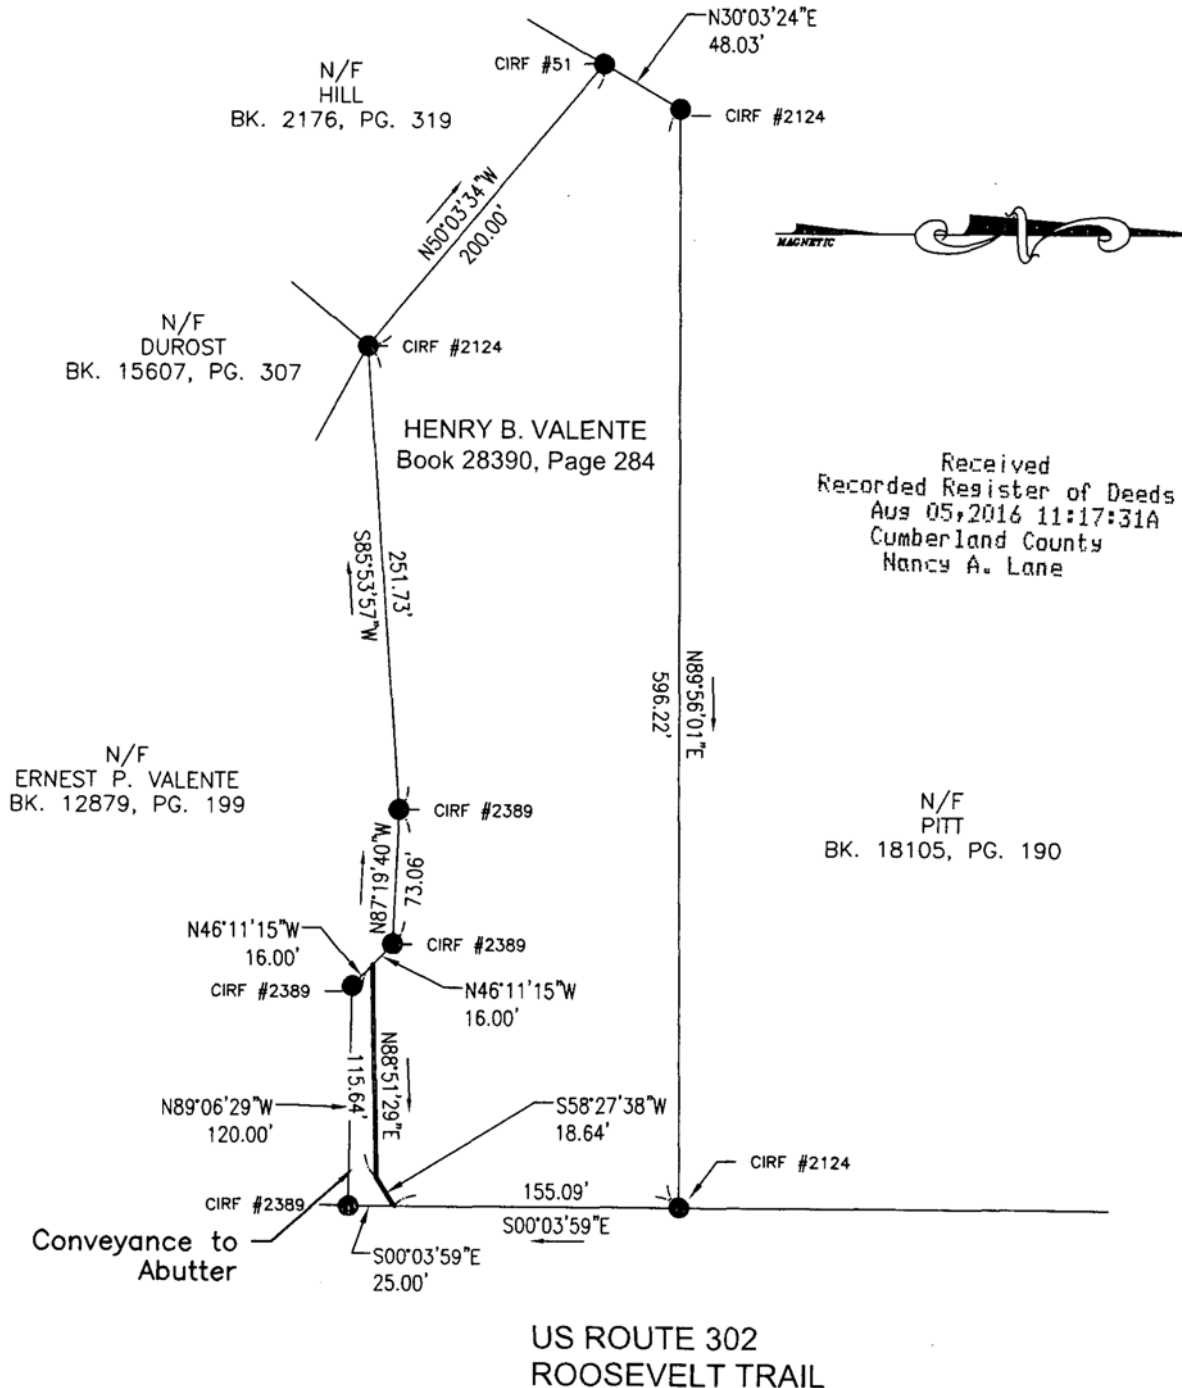 N30°03'24"E
48.03'
CIRF #51
N/F
HILL
BK. 2176, PG. 319
CIRF #2124
N50°03'34"W
200.00'
MAGNETIC
N/F
DUROST
BK. 15607, PG. 307
CIRF #2124
HENRY B. VALENTE
Book 28390, Page 284
Received
Recorded Register of Deeds
Aug 05,2016 11:17:31A
Cumberland County
Nancy A. Lane
251.73'
S85°53'57"W
N89°56'01"E
596.22'
N/F
ERNEST P. VALENTE
BK. 12879, PG. 199
CIRF #2389
N/F
PITT
BK. 18105, PG. 190
N87°19'40"W
73.06'
N46°11'15"W
16.00'
CIRF #2389
CIRF #2389
N46°11'15"W
16.00'
N88°51'29"E
115.64'
N89°06'29"W
120.00'
S58°27'38"W
18.64'
CIRF #2124
CIRF #2389
155.09'
S00°03'59"E
Conveyance to
Abutter
S00°03'59"E
25.00'
US ROUTE 302
ROOSEVELT TRAIL